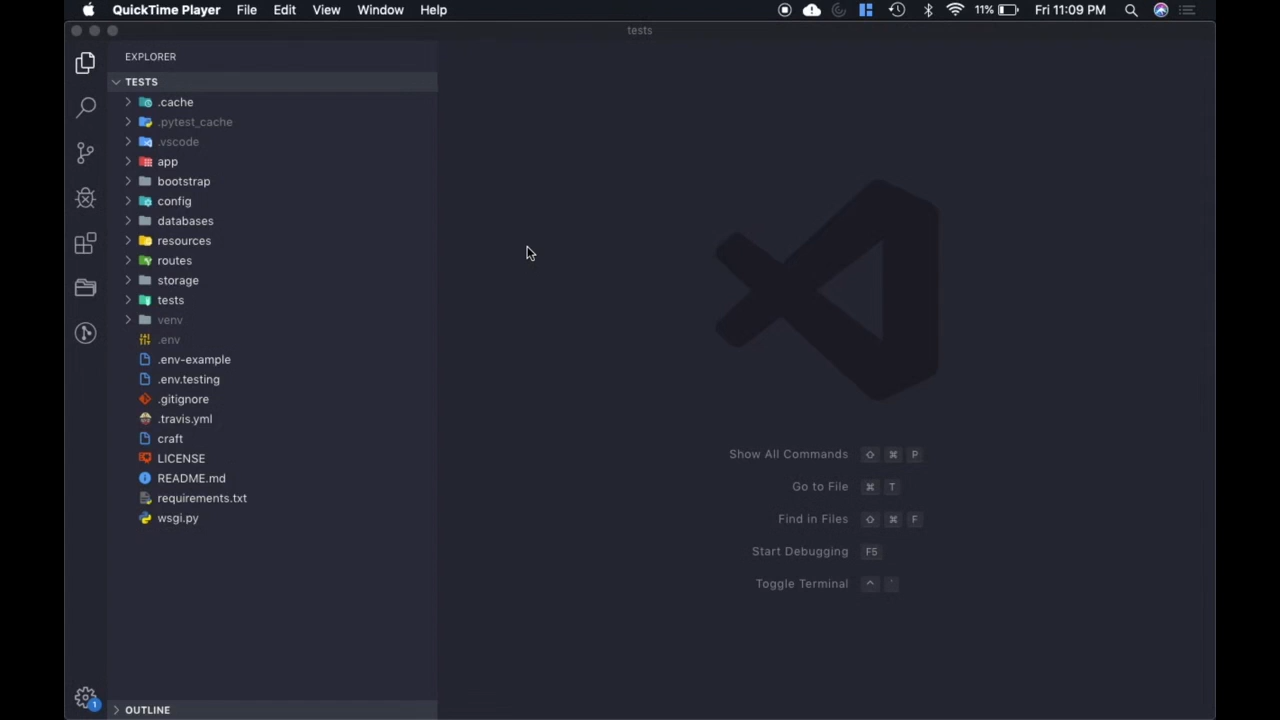 QuickTime Player File Edit View Window Help 11% Fri 11:09 PM
tests
EXPLORER
TESTS
.cache
.pytest_cache
.vscode
app
bootstrap
config
databases
resources
routes
storage
tests
venv
.env
.env-example
.env.testing
.gitignore
.travis.yml
craft
LICENSE
README.md
requirements.txt
wsgi.py
Show All Commands ⇧ ⌘ P
Go to File ⌘ T
Find in Files ⇧ ⌘ F
Start Debugging F5
Toggle Terminal ^ `
1
OUTLINE